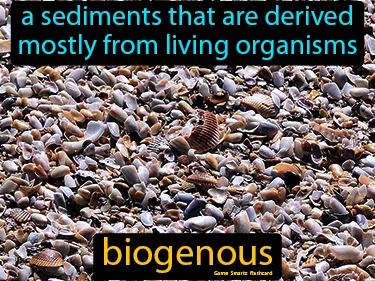 a sediments that are derived
mostly from living organisms
biogenous
Game Smartz flashcard